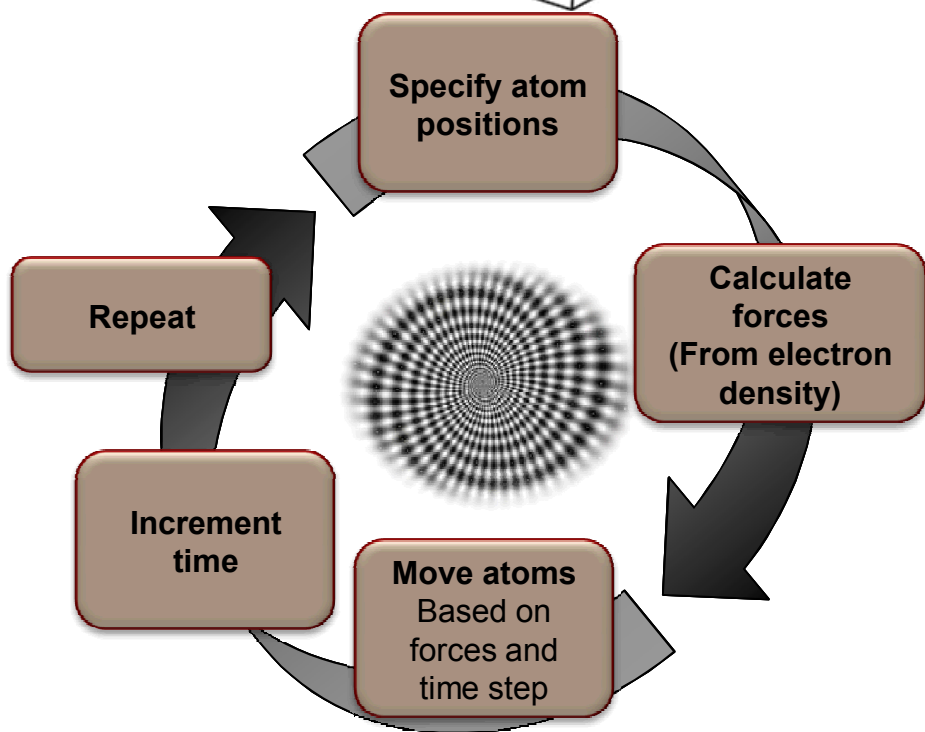 Specify atom
positions
Calculate
forces
(From electron
density)
Move atoms
Based on
forces and
time step
Increment
time
Repeat